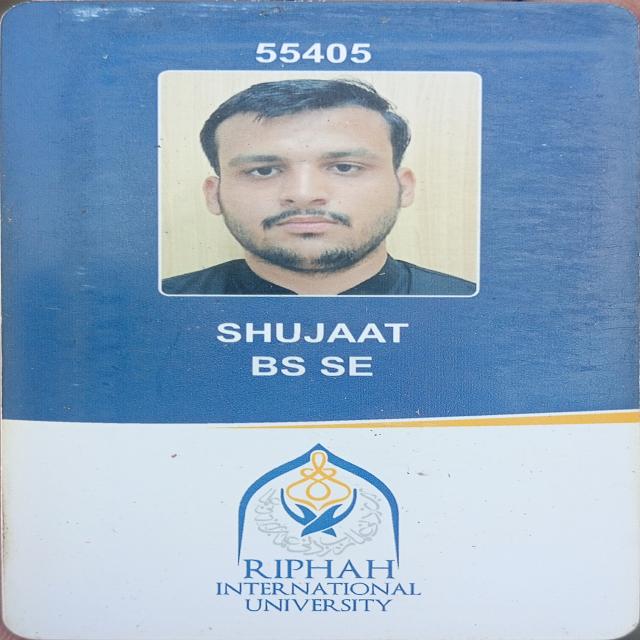 55405
SHUJAAT
BS SE
RIPHAH
INTERNATIONAL
UNIVERSITY